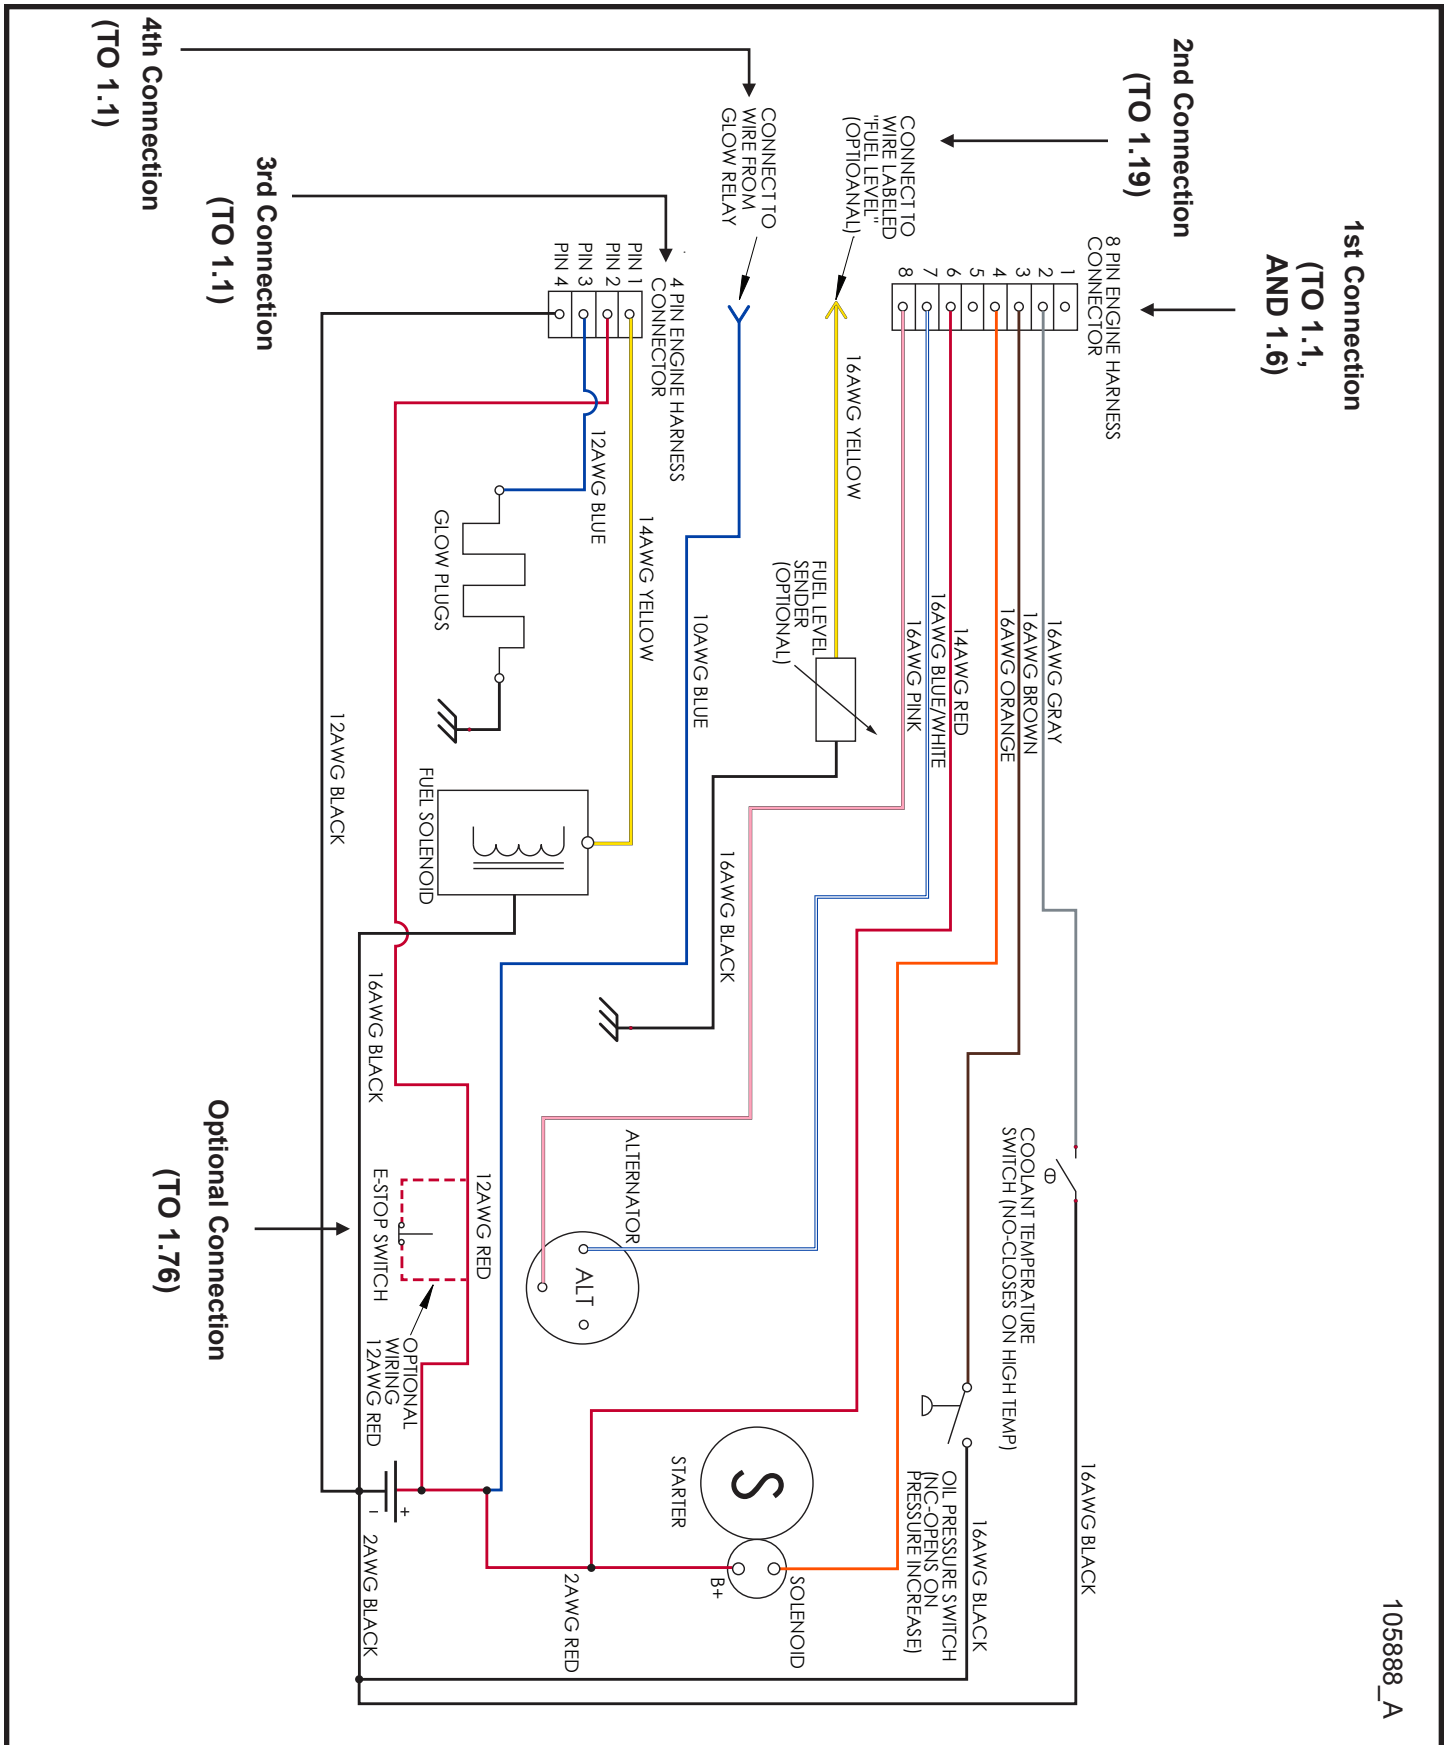 105888_A
1st Connection
(TO 1.1,
AND 1.6)
2nd Connection
(TO 1.19)
4th Connection
(TO 1.1)
3rd Connection
(TO 1.1)
Optional Connection
(TO 1.76)
8 PIN ENGINE HARNESS
CONNECTOR
1
2
3
4
5
6
7
8
16AWG GRAY
16AWG BROWN
16AWG ORANGE
14AWG RED
16AWG BLUE/WHITE
16AWG PINK
CONNECT TO
WIRE LABELED
"FUEL LEVEL"
(OPTIOANAL)
16AWG YELLOW
FUEL LEVEL
SENDER
(OPTIONAL)
16AWG BLACK
CONNECT TO
WIRE FROM
GLOW RELAY
10AWG BLUE
4 PIN ENGINE HARNESS
CONNECTOR
PIN 1
PIN 2
PIN 3
PIN 4
14AWG YELLOW
12AWG BLUE
GLOW PLUGS
FUEL SOLENOID
12AWG BLACK
16AWG BLACK
COOLANT TEMPERATURE
SWITCH (NO-CLOSES ON HIGH TEMP)
16AWG BLACK
OIL PRESSURE SWITCH
(NC-OPENS ON
PRESSURE INCREASE)
16AWG BLACK
ALTERNATOR
ALT
STARTER
S
SOLENOID
B+
2AWG RED
12AWG RED
E-STOP SWITCH
OPTIONAL
WIRING
12AWG RED
+
–
2AWG BLACK